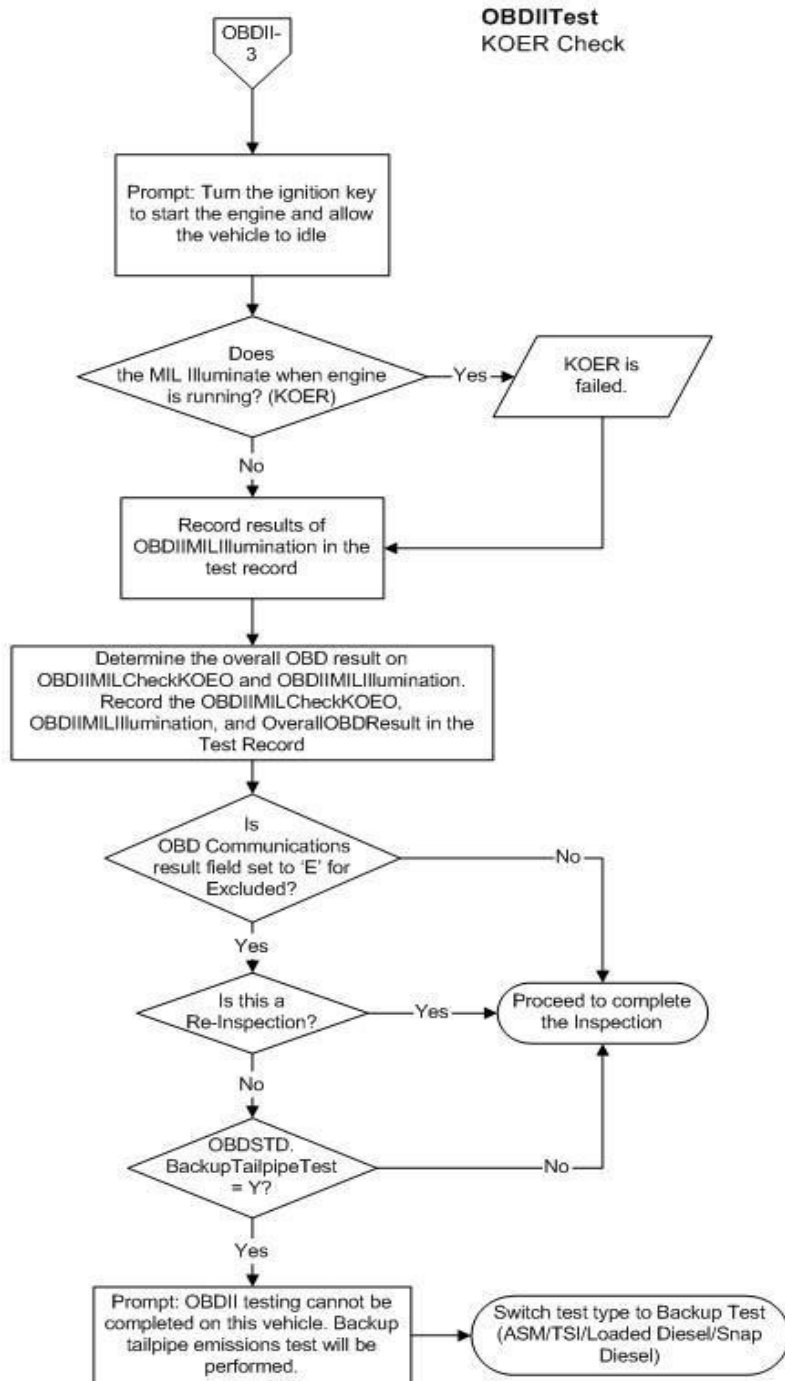 OBDIITest
KOER Check
OBDII-
3
Prompt: Turn the ignition key
to start the engine and allow
the vehicle to idle
Does
the MIL Illuminate when engine
is running? (KOER)
Yes
KOER is
failed.
No
Record results of
OBDIIMILIllumination in the
test record
Determine the overall OBD result on
OBDIIMILCheckKOEO and OBDIIMILIllumination.
Record the OBDIIMILCheckKOEO,
OBDIIMILIllumination, and OverallOBDResult in the
Test Record
Is
OBD Communications
result field set to 'E' for
Excluded?
No
Yes
Is this a
Re-Inspection?
Yes
Proceed to complete
the Inspection
No
OBDSTD.
BackupTailpipeTest
= Y?
No
Yes
Prompt: OBDII testing cannot be
completed on this vehicle. Backup
tailpipe emissions test will be
performed.
Switch test type to Backup Test
(ASM/TSI/Loaded Diesel/Snap
Diesel)